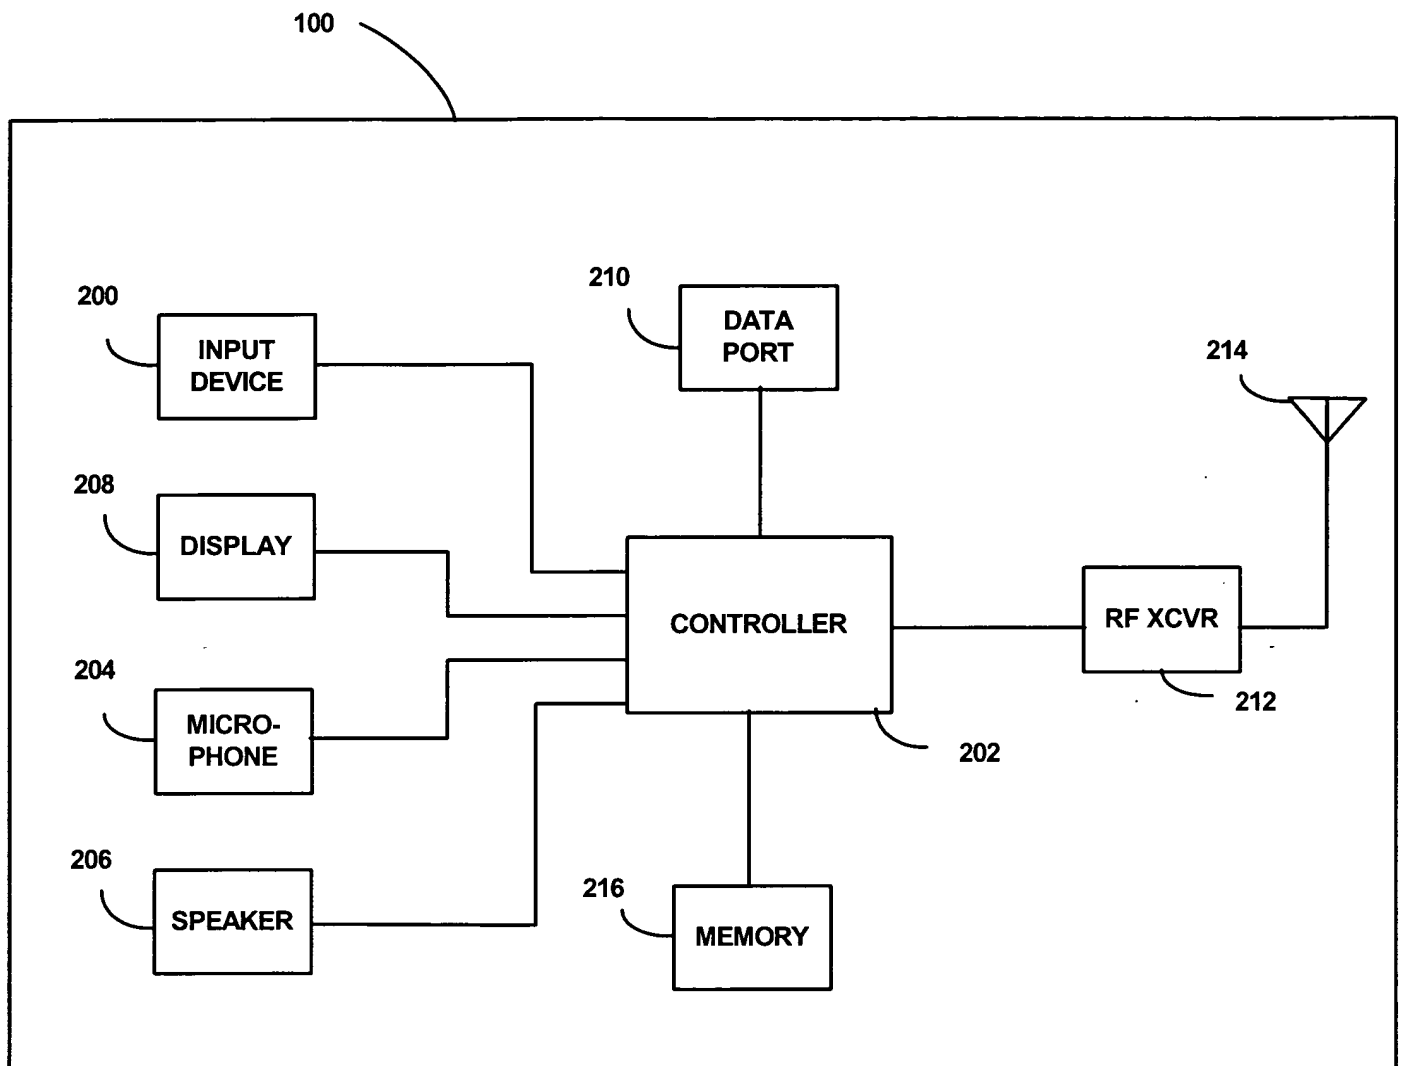 100
200
INPUT
DEVICE
210
DATA
PORT
214
208
DISPLAY
CONTROLLER
RF XCVR
212
204
MICRO-
PHONE
202
206
SPEAKER
216
MEMORY